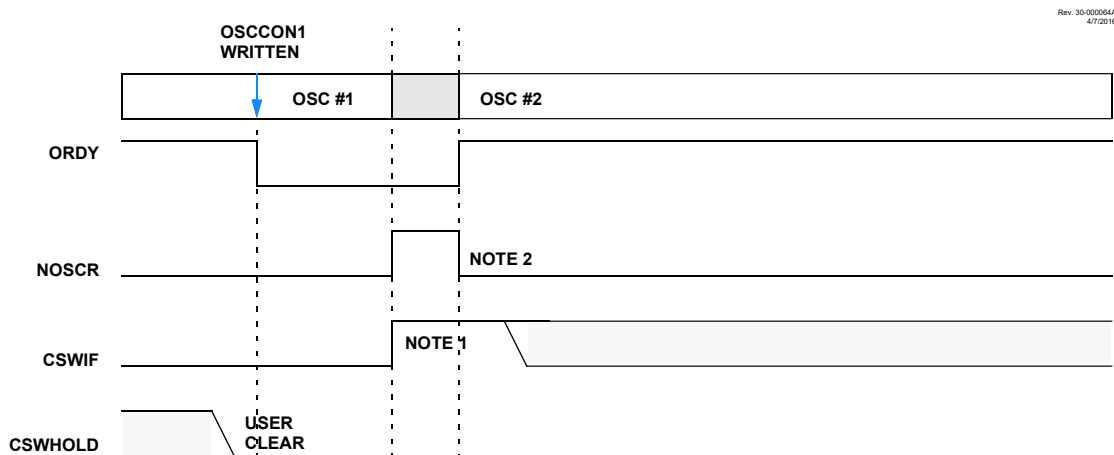 Rev. 30-000064A
4/7/2016
OSCCON1
WRITTEN
OSC #1
OSC #2
ORDY
NOSCR
NOTE 2
CSWIF
NOTE 1
CSWHOLD
USER
CLEAR